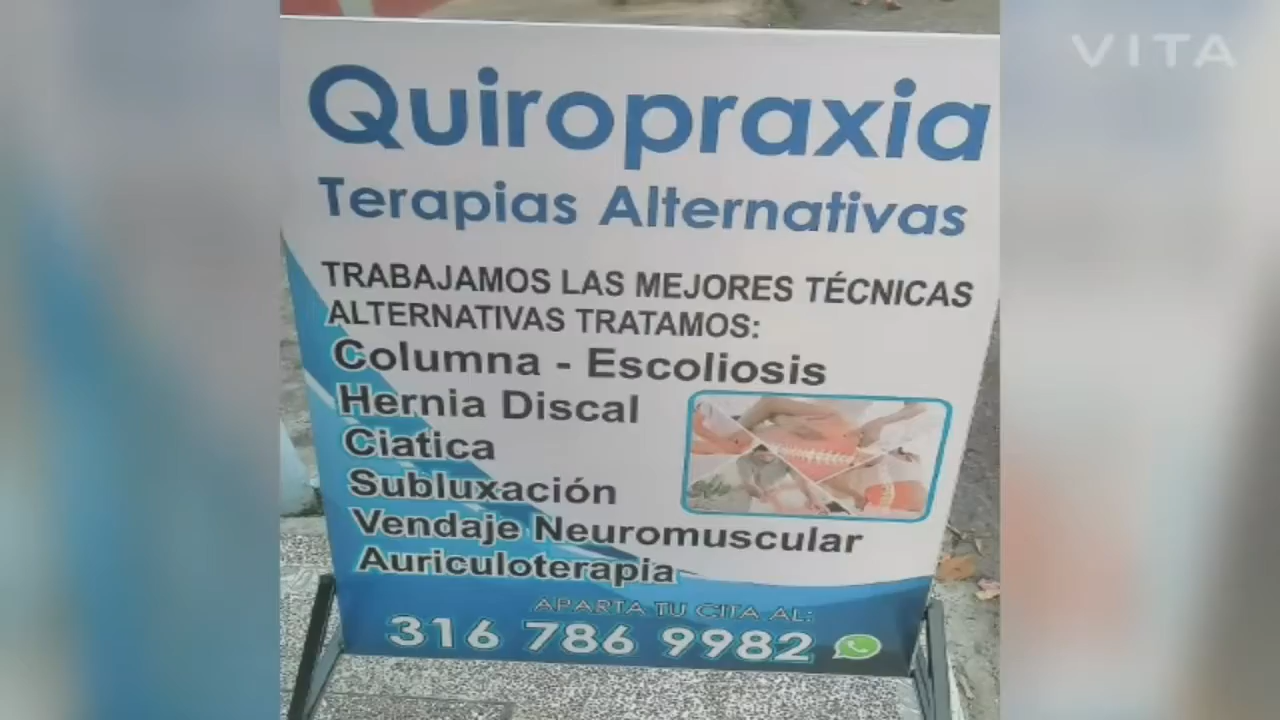 VITA
Quiropraxia
Terapias Alternativas
TRABAJAMOS LAS MEJORES TÉCNICAS
ALTERNATIVAS TRATAMOS:
Columna - Escoliosis
Hernia Discal
Ciatica
Subluxación
Vendaje Neuromuscular
Auriculoterapia
APARTA TU CITA AL:
316 786 9982